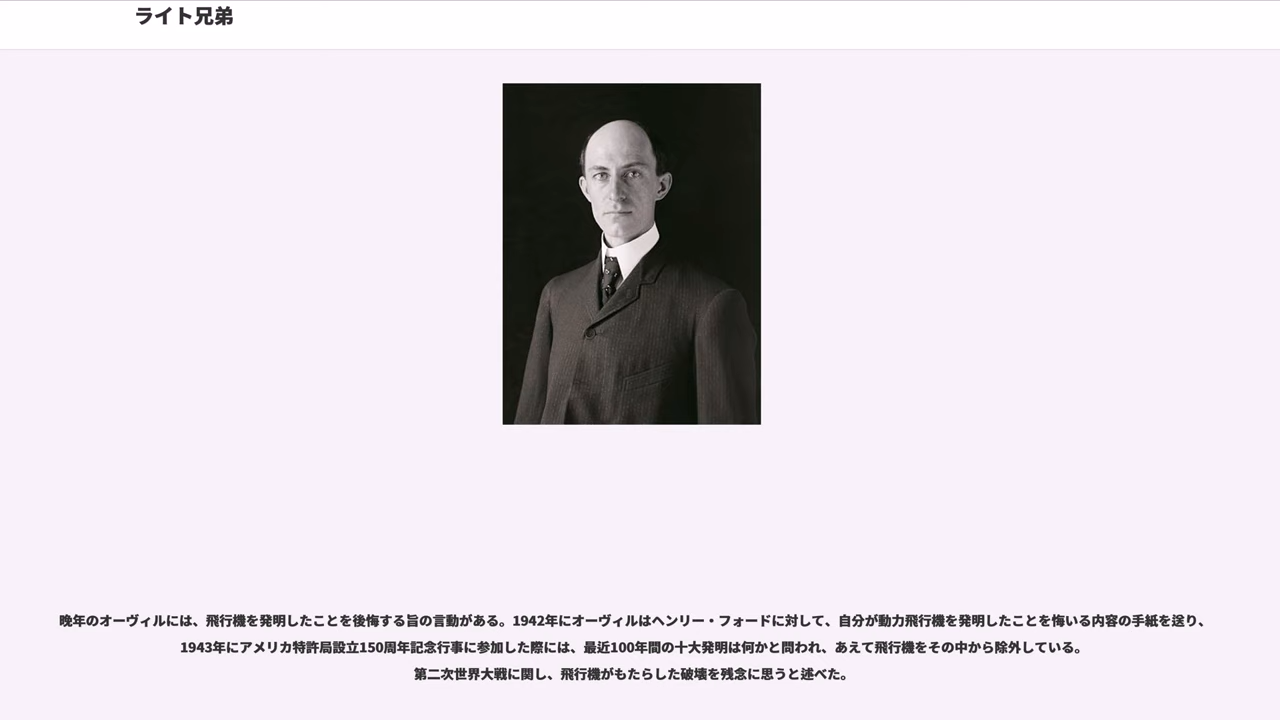 ライト兄弟
晩年のオーヴィルには、飛行機を発明したことを後悔する旨の言動がある。1942年にオーヴィルはヘンリー・フォードに対して、自分が動力飛行機を発明したことを悔いる内容の手紙を送り、
1943年にアメリカ特許局設立150周年記念行事に参加した際には、最近100年間の十大発明は何かと問われ、あえて飛行機をその中から除外している。
第二次世界大戦に関し、飛行機がもたらした破壊を残念に思うと述べた。